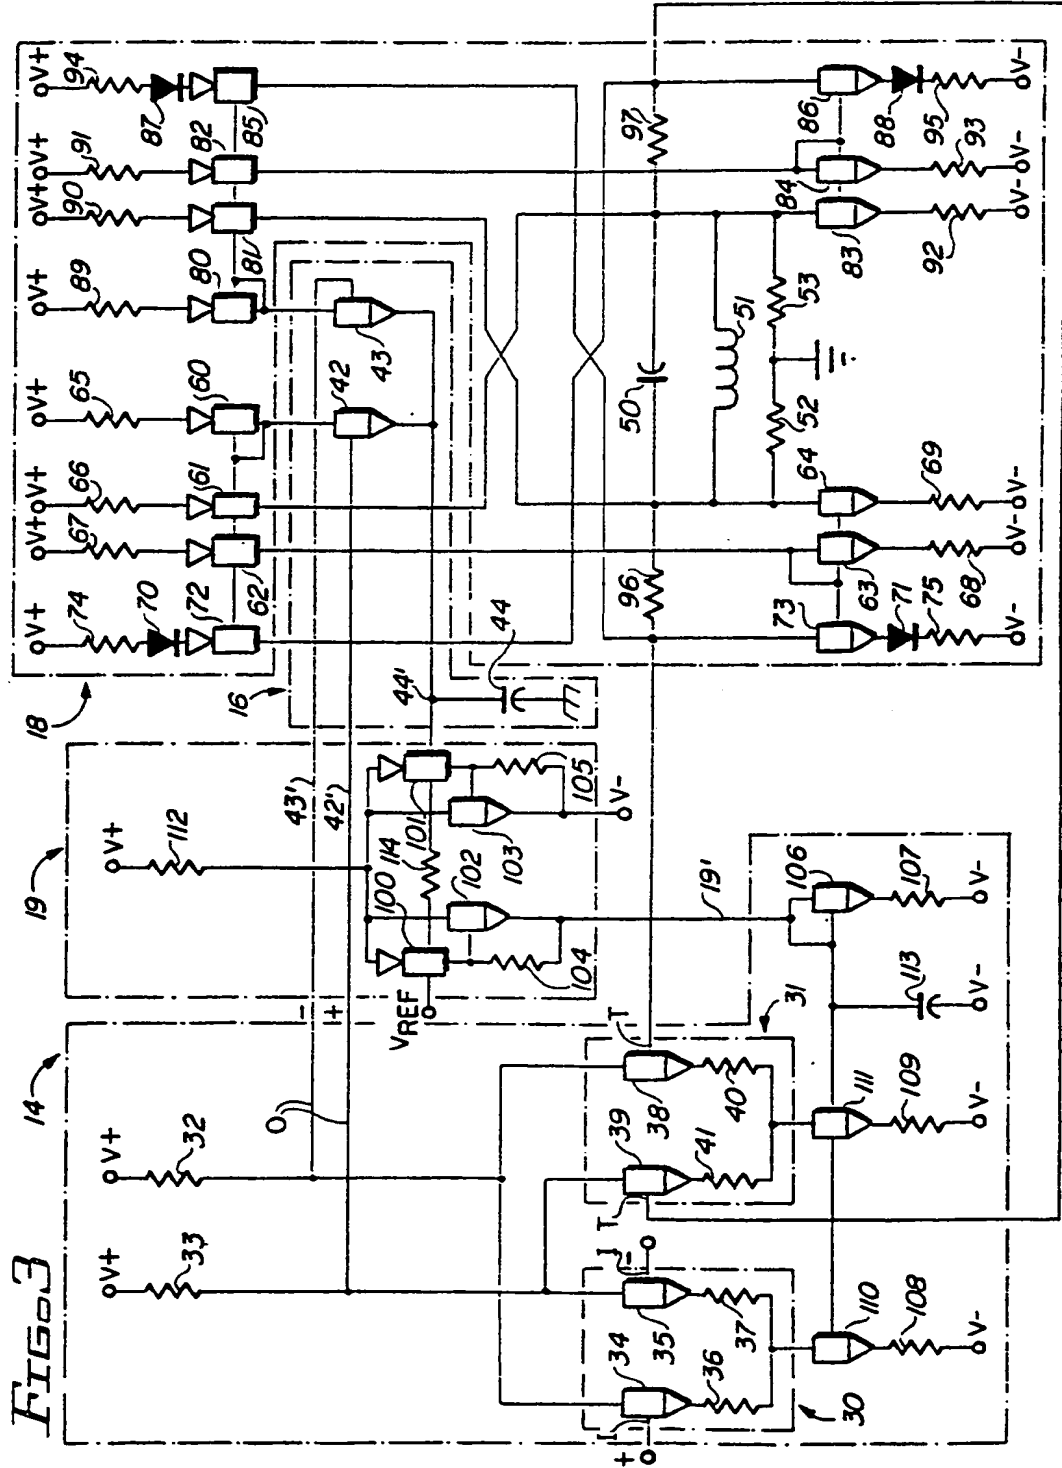 FIG. 3
14
V+
33
V+
32
O
19
V+
112
−
+
VREF
100
114
101
102
103
104
105
V-
43'
42'
18
16
44'
44
V+
74
70
72
V+
67
62
V+
66
61
V+
65
60
42
V+
89
80
43
V+
90
81
V+
91
82
V+
94
87
85
19'
30
I
+
34
35
I
−
36
37
31
T
39
38
T
41
40
110
108
V-
111
109
V-
113
V-
106
107
V-
96
50
97
51
52
53
73
71
75
V-
63
68
V-
64
69
V-
83
92
V-
84
93
V-
86
88
95
V-